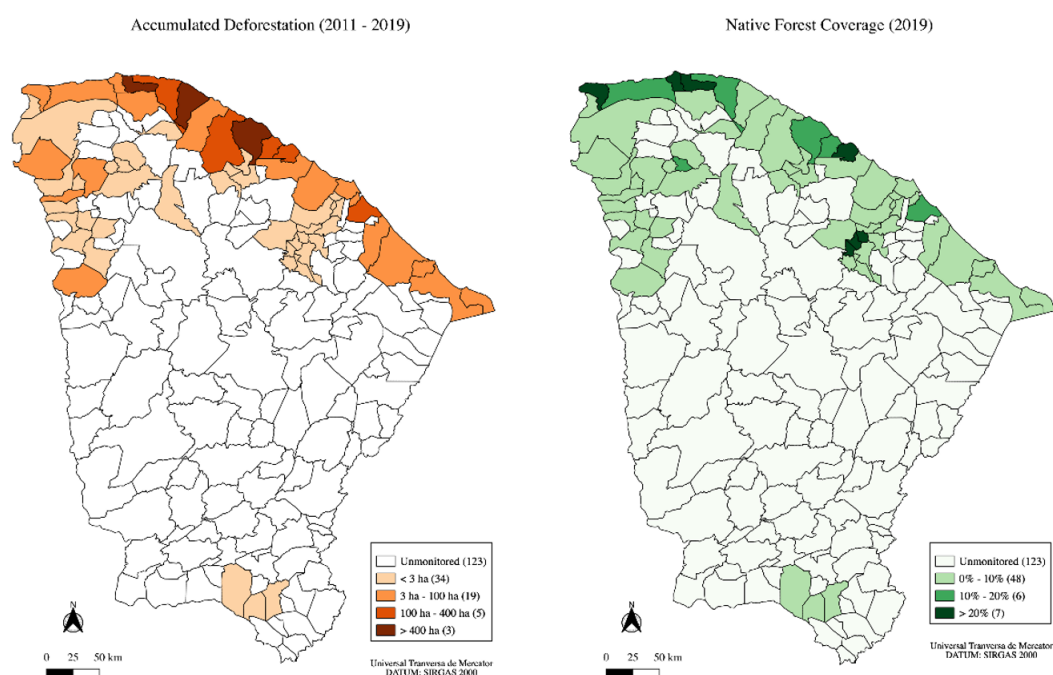 Accumulated Deforestation (2011 - 2019)
Native Forest Coverage (2019)
Unmonitored (123)
< 3 ha (34)
3 ha - 100 ha (19)
100 ha - 400 ha (5)
> 400 ha (3)
0 25 50 km
Universal Tranversa de Mercator
DATUM: SIRGAS 2000
Unmonitored (123)
0% - 10% (48)
10% - 20% (6)
> 20% (7)
0 25 50 km
Universal Tranversa de Mercator
DATUM: SIRGAS 2000